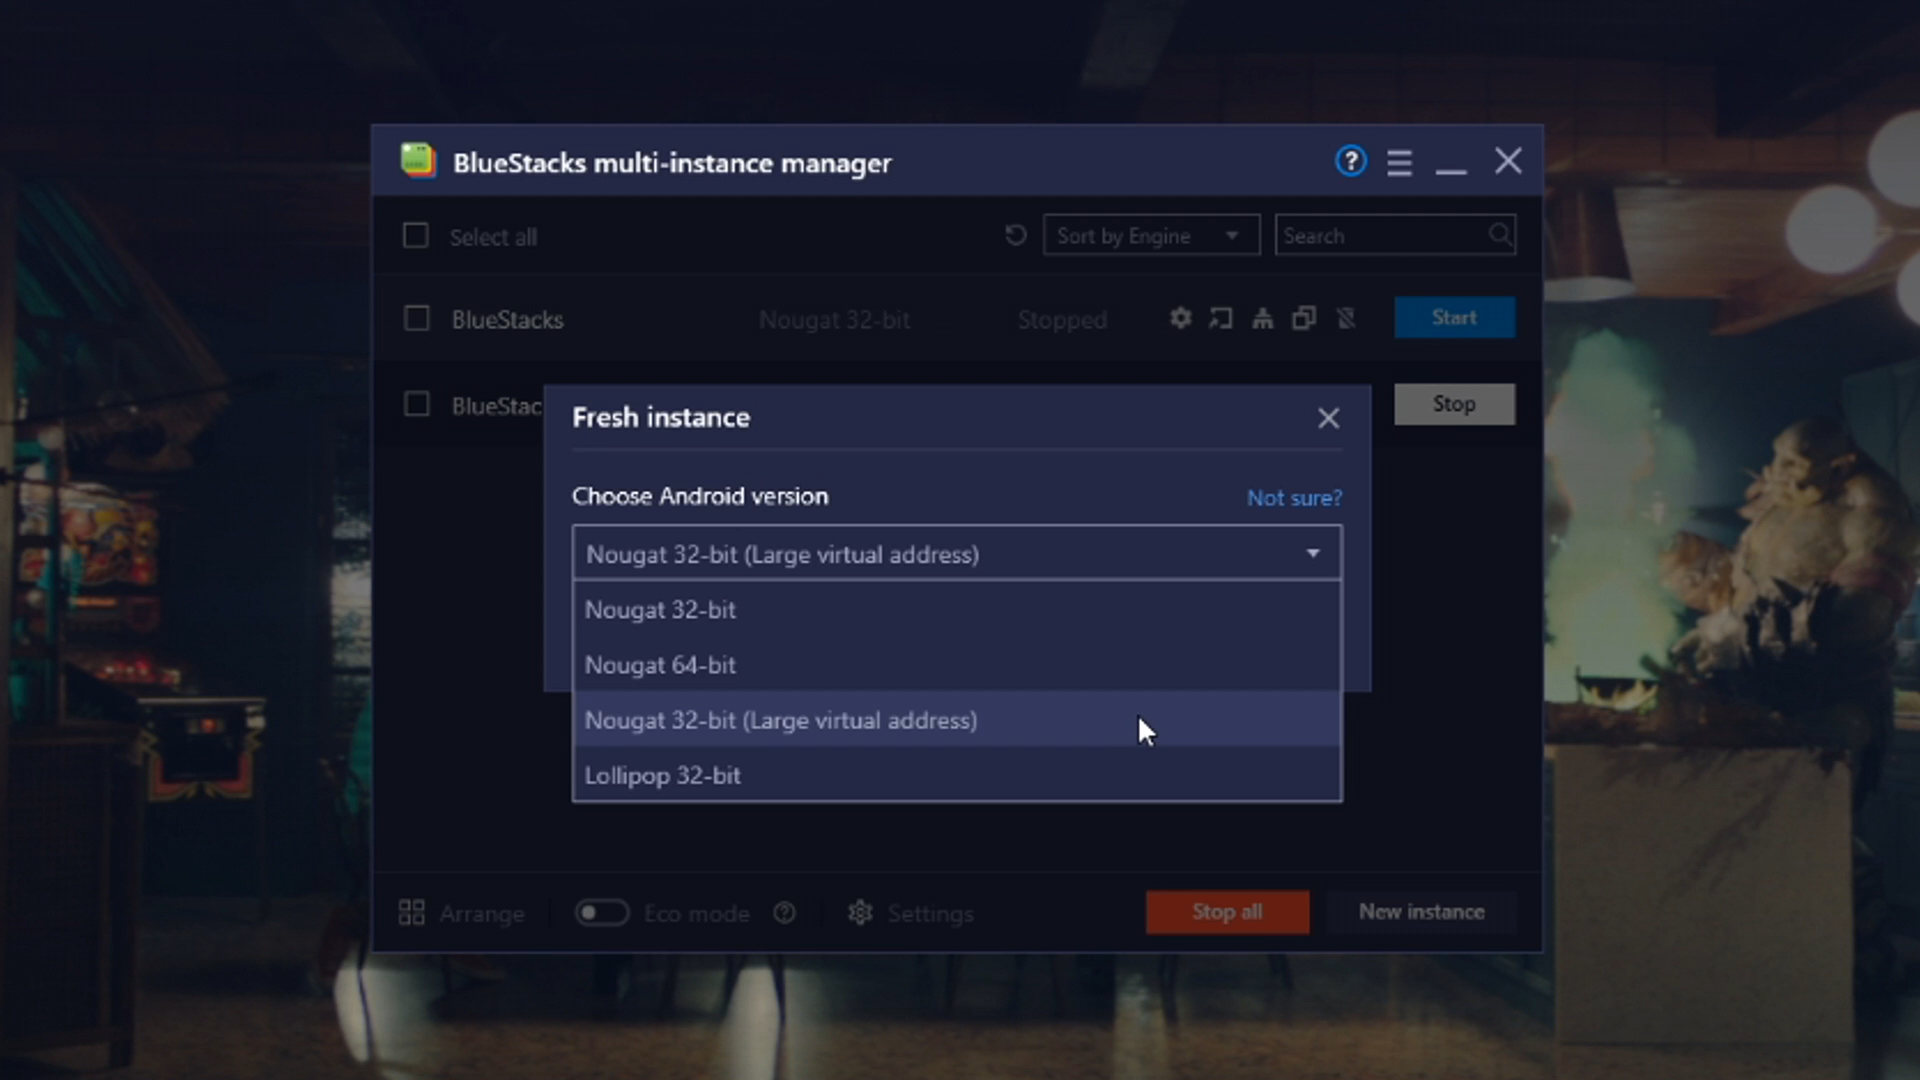 BlueStacks multi-instance manager
?
Select all
Sort by Engine
Search
BlueStacks
Nougat 32-bit
Stopped
Start
BlueStac
Stop
Fresh instance
Choose Android version
Not sure?
Nougat 32-bit (Large virtual address)
Nougat 32-bit
Nougat 64-bit
Nougat 32-bit (Large virtual address)
Lollipop 32-bit
Arrange
Eco mode
?
Settings
Stop all
New instance